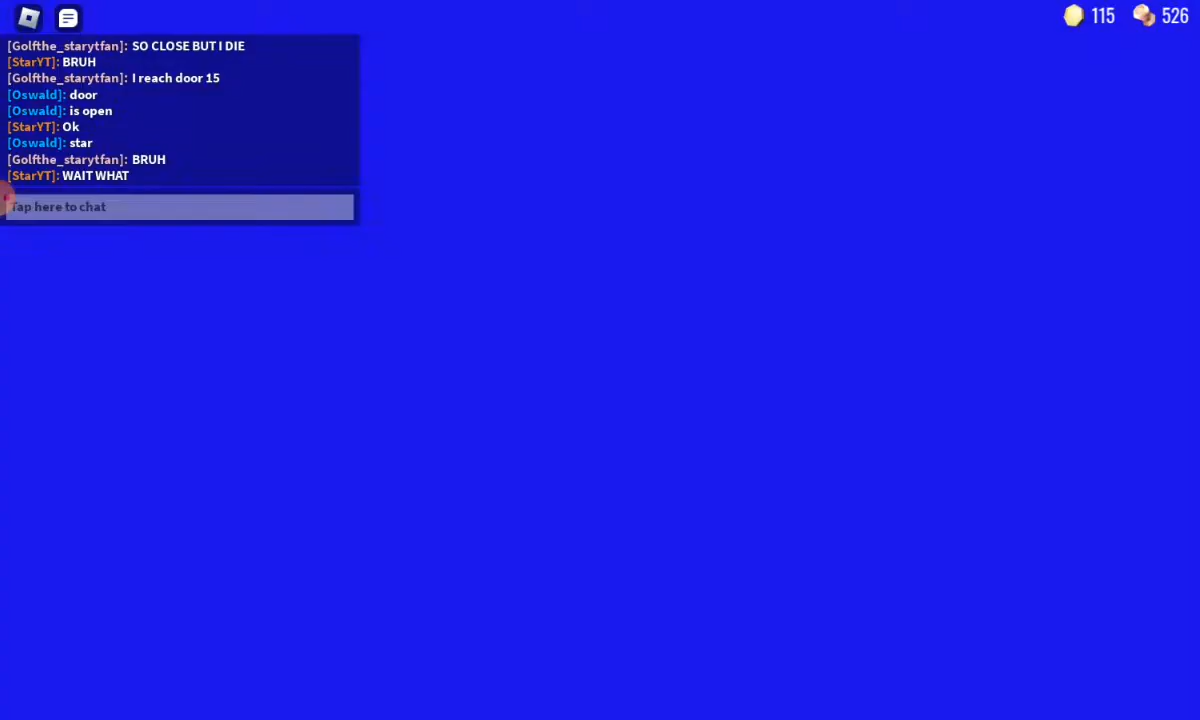 115 526
[Golfthe_starytfan]: SO CLOSE BUT I DIE
[StarYT]: BRUH
[Golfthe_starytfan]: I reach door 15
[Oswald]: door
[Oswald]: is open
[StarYT]: Ok
[Oswald]: star
[Golfthe_starytfan]: BRUH
[StarYT]: WAIT WHAT
Tap here to chat